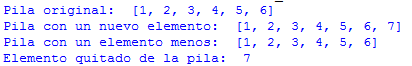 Pila original:  [1, 2, 3, 4, 5, 6]
Pila con un nuevo elemento:  [1, 2, 3, 4, 5, 6, 7]
Pila con un elemento menos:  [1, 2, 3, 4, 5, 6]
Elemento quitado de la pila:  7